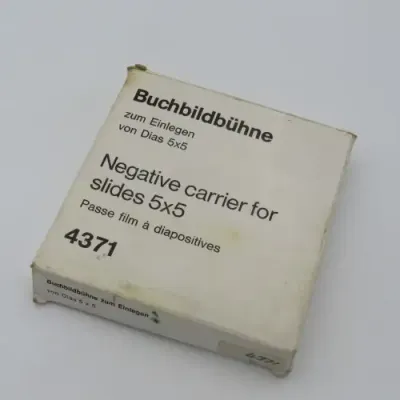 Buchbildbühne
zum Einlegen
von Dias 5x5
Negative carrier for
slides 5x5
Passe film à diapositives
4371
Buchbildbühne zum Einlegen
von Dias 5 x 5
4371